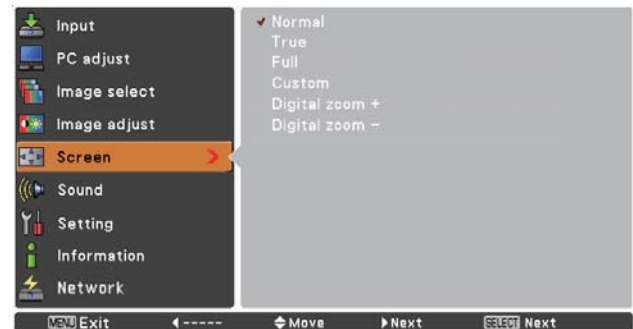 Input
PC adjust
Image select
Image adjust
Screen
Sound
Setting
Information
Network
Normal
True
Full
Custom
Digital zoom +
Digital zoom –
MENU Exit ◀----- Move ▶Next SELECT Next